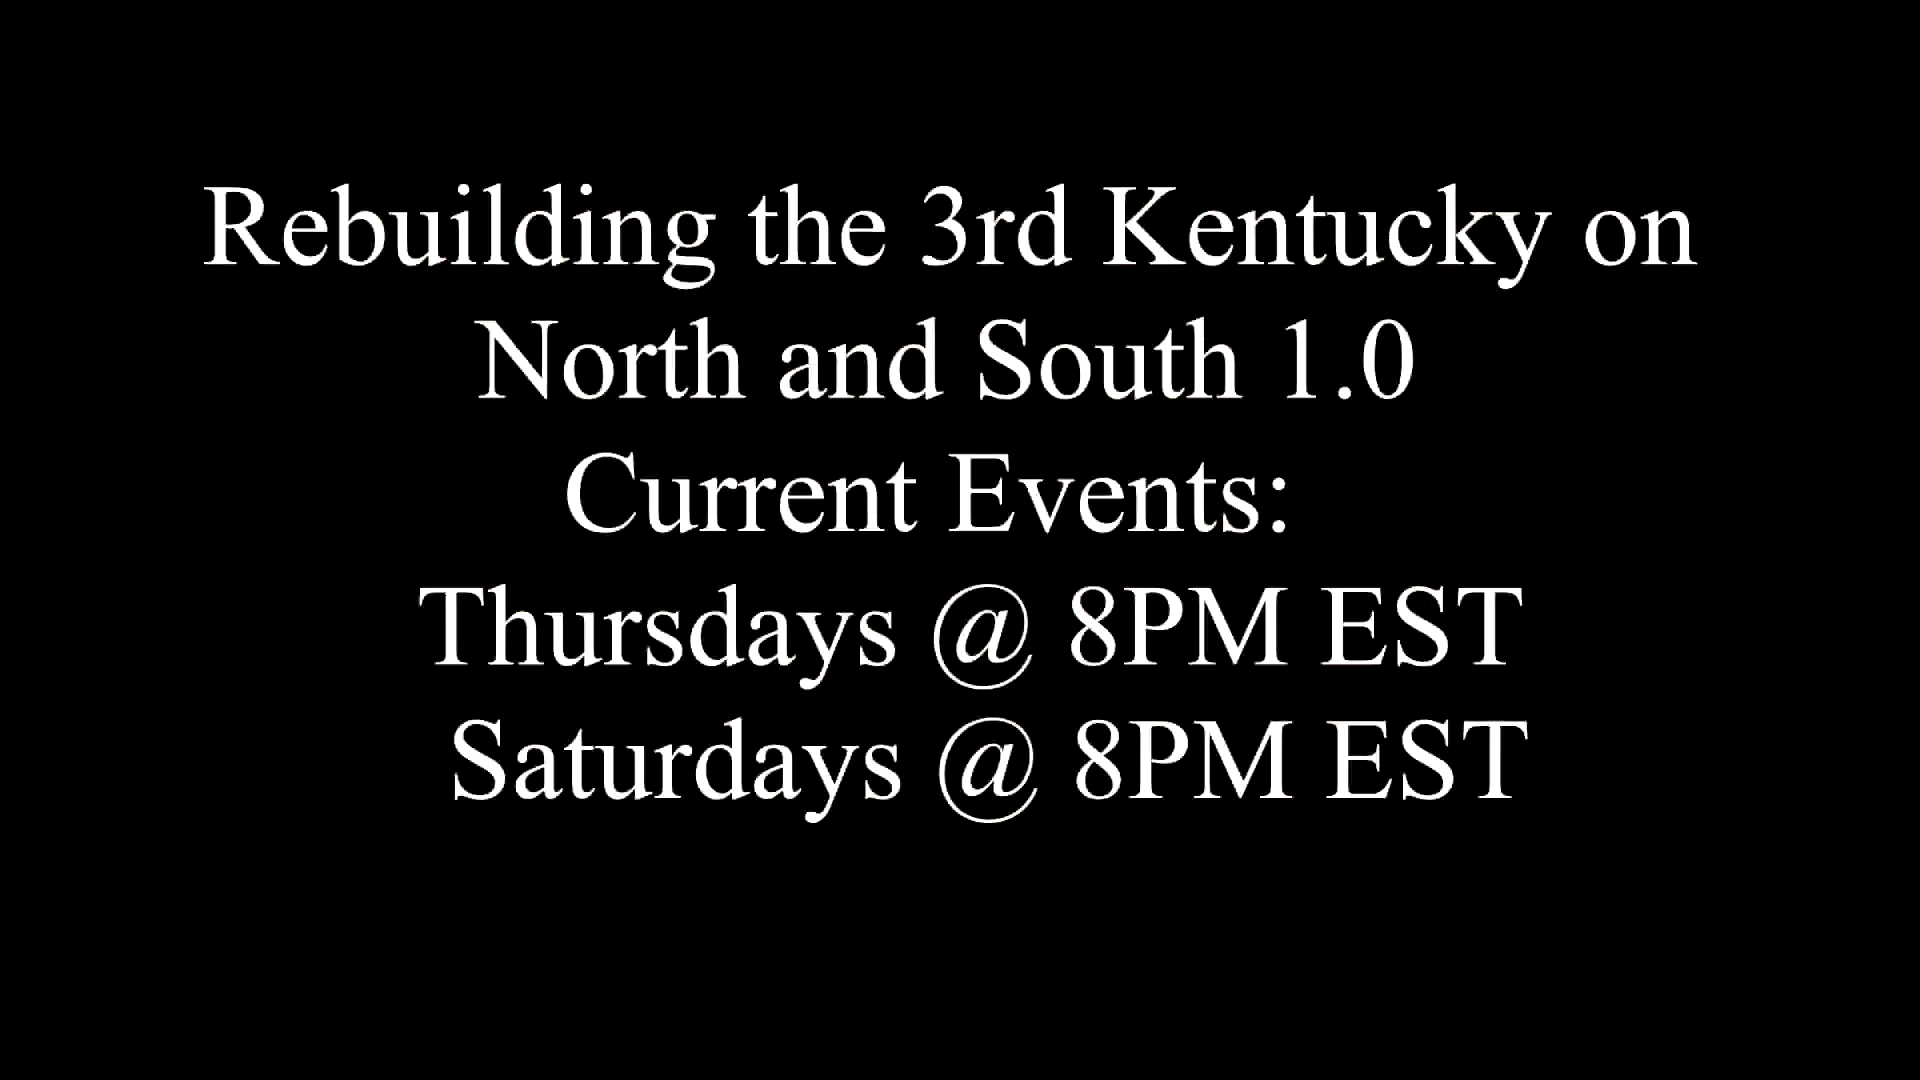 Rebuilding the 3rd Kentucky on
North and South 1.0
Current Events:
Thursdays @ 8PM EST
Saturdays @ 8PM EST